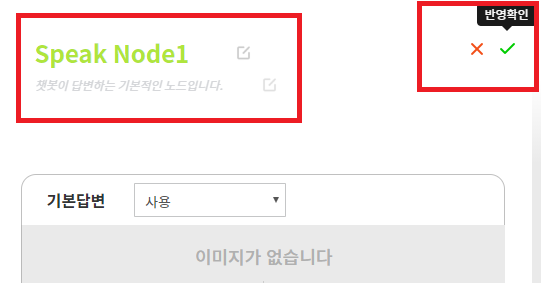 반영확인
Speak Node1
챗봇이 답변하는 기본적인 노드입니다.
기본답변
사용
이미지가 없습니다